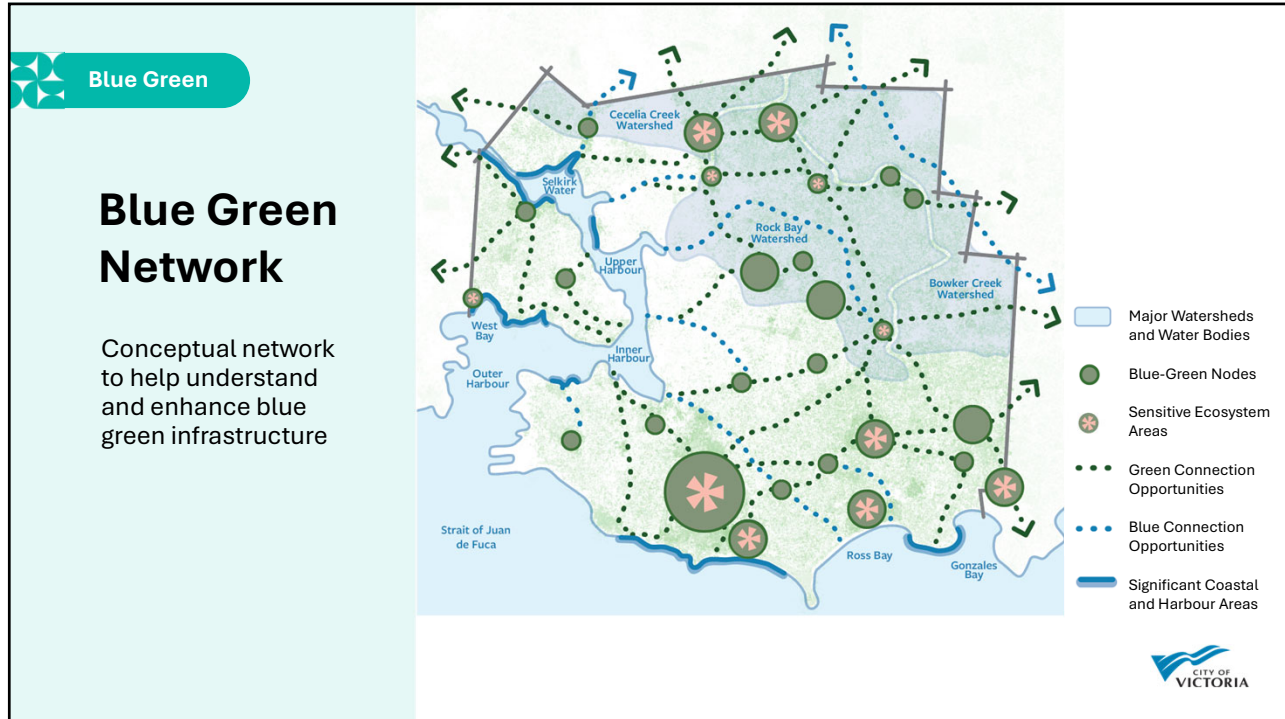 Blue Green
Blue Green
Network
Conceptual network
to help understand
and enhance blue
green infrastructure
Cecelia Creek
Watershed
Selkirk
Water
Rock Bay
Watershed
Upper
Harbour
Bowker Creek
Watershed
West
Bay
Inner
Harbour
Outer
Harbour
Strait of Juan
de Fuca
Ross Bay
Gonzales
Bay
Major Watersheds
and Water Bodies
Blue-Green Nodes
Sensitive Ecosystem
Areas
Green Connection
Opportunities
Blue Connection
Opportunities
Significant Coastal
and Harbour Areas
CITY OF
VICTORIA